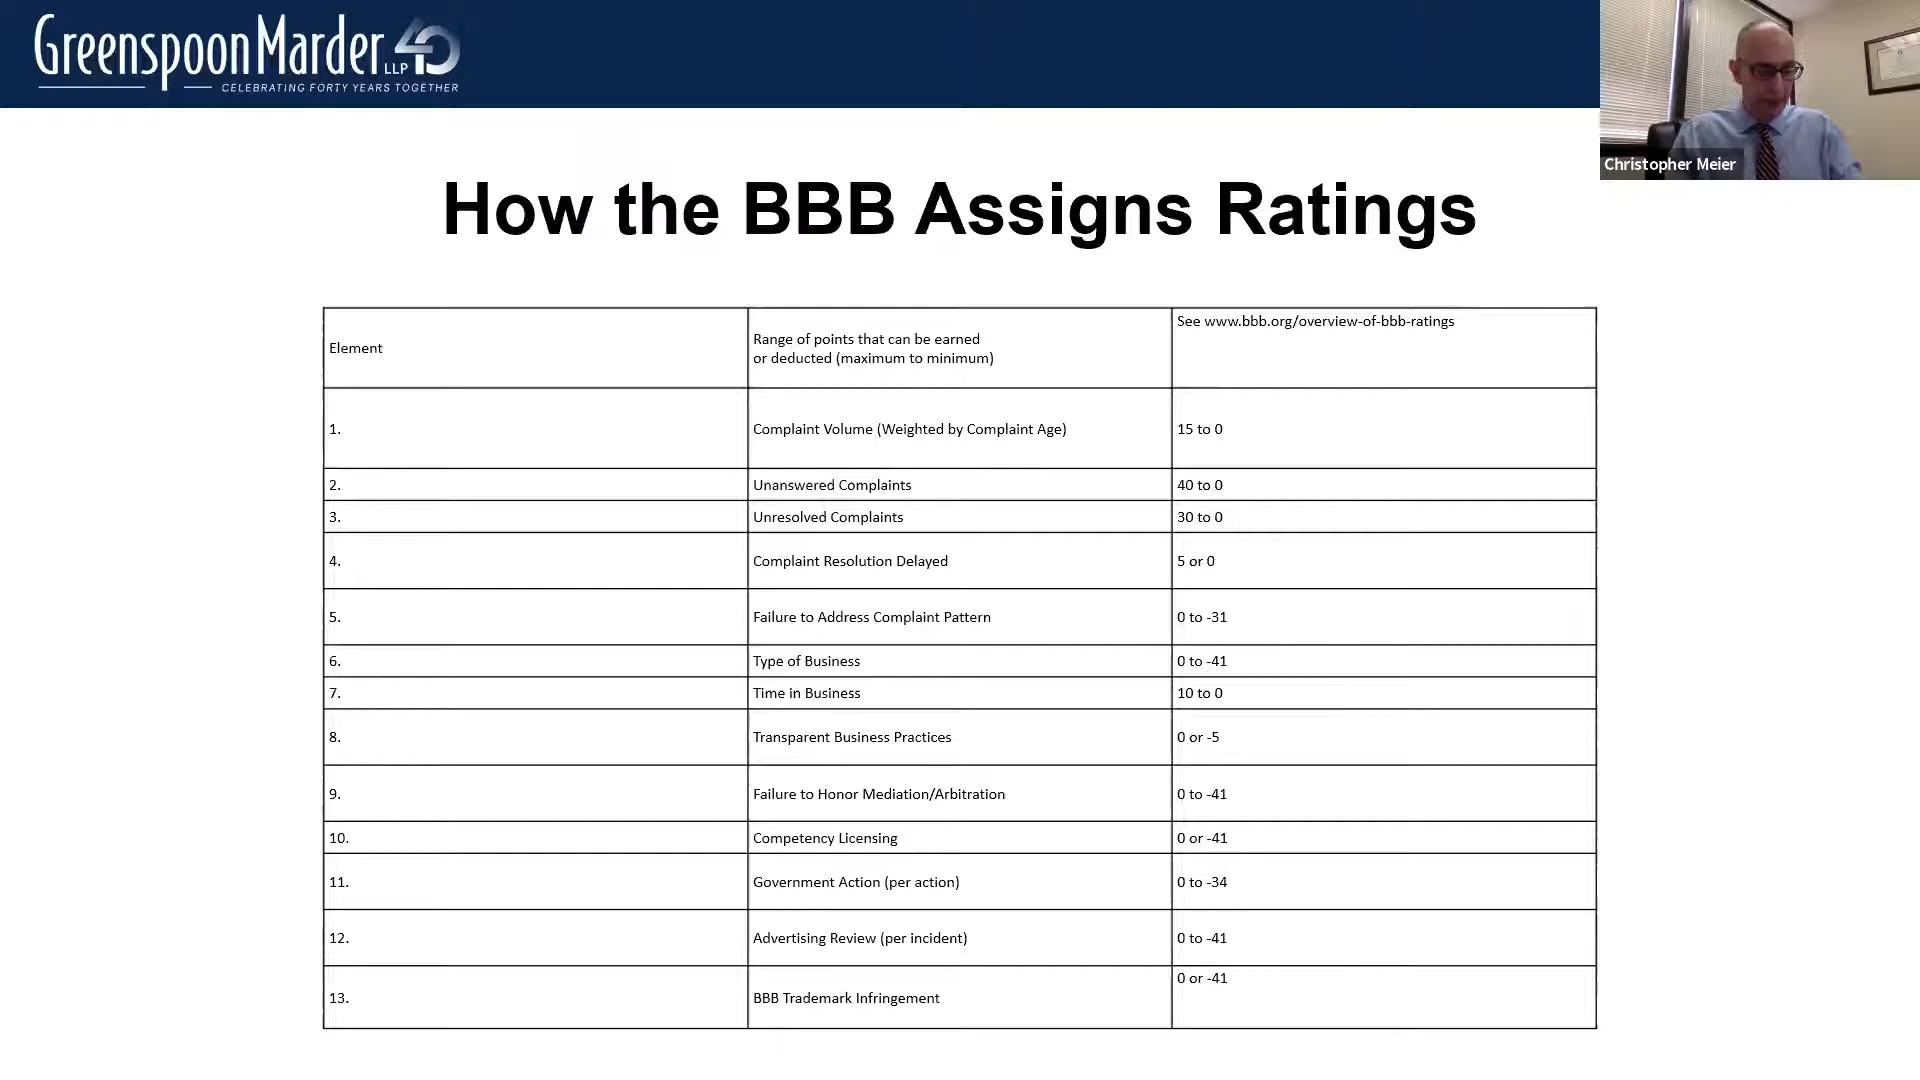 GreenspoonMarder LLP 40
CELEBRATING FORTY YEARS TOGETHER
Christopher Meier
How the BBB Assigns Ratings
Element
Range of points that can be earned
or deducted (maximum to minimum)
See www.bbb.org/overview-of-bbb-ratings
1. Complaint Volume (Weighted by Complaint Age) 15 to 0
2. Unanswered Complaints 40 to 0
3. Unresolved Complaints 30 to 0
4. Complaint Resolution Delayed 5 or 0
5. Failure to Address Complaint Pattern 0 to -31
6. Type of Business 0 to -41
7. Time in Business 10 to 0
8. Transparent Business Practices 0 or -5
9. Failure to Honor Mediation/Arbitration 0 to -41
10. Competency Licensing 0 or -41
11. Government Action (per action) 0 to -34
12. Advertising Review (per incident) 0 to -41
13. BBB Trademark Infringement 0 or -41